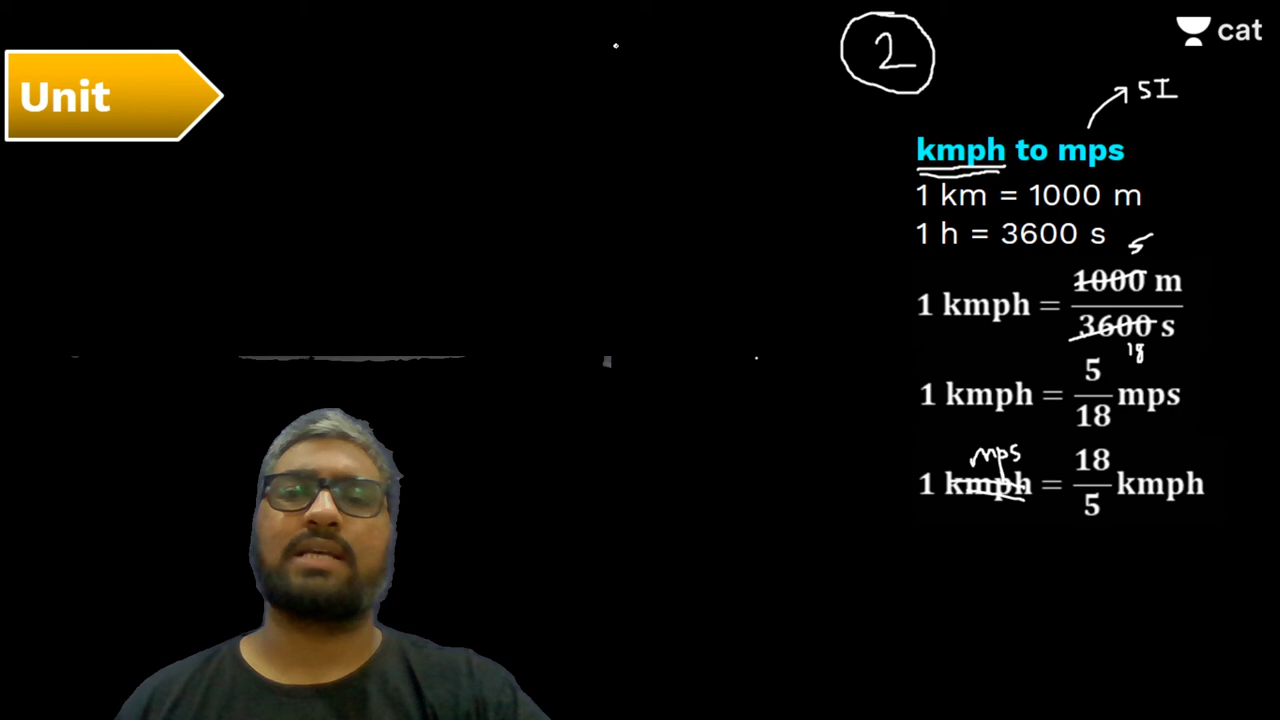 Unit
2
cat
SI
kmph to mps
1 km = 1000 m
1 h = 3600 s
5
1 kmph = 1000 m / 3600 s
18
1 kmph = 5/18 mps
mps
1 kmph = 18/5 kmph